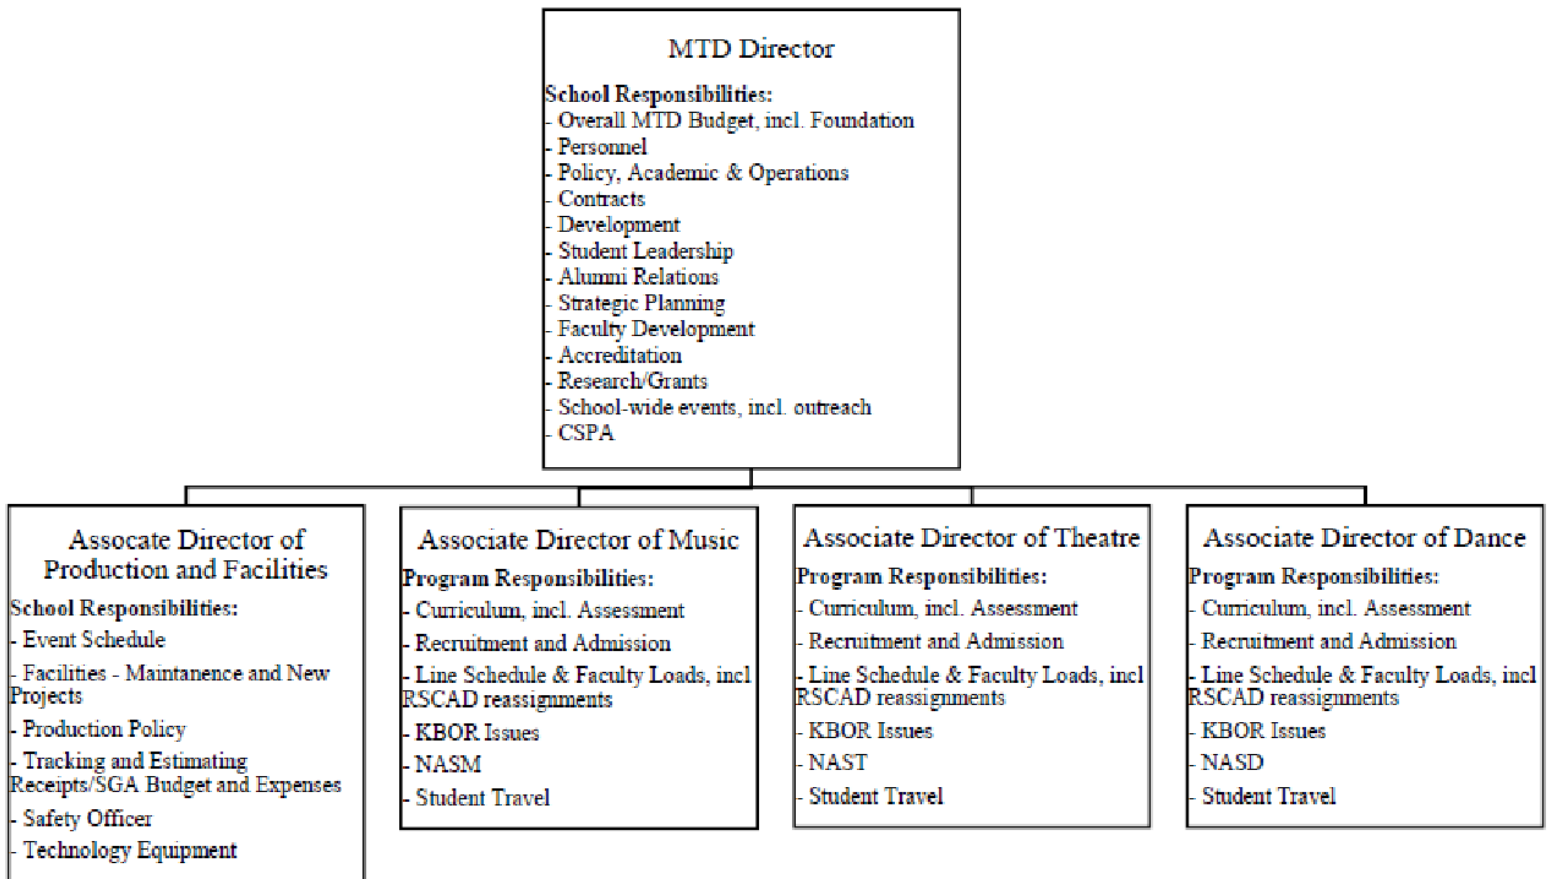 MTD Director
School Responsibilities:
- Overall MTD Budget, incl. Foundation
- Personnel
- Policy, Academic & Operations
- Contracts
- Development
- Student Leadership
- Alumni Relations
- Strategic Planning
- Faculty Development
- Accreditation
- Research/Grants
- School-wide events, incl. outreach
- CSPA
Assocate Director of
Production and Facilities
School Responsibilities:
- Event Schedule
- Facilities - Maintanence and New
Projects
- Production Policy
- Tracking and Estimating
Receipts/SGA Budget and Expenses
- Safety Officer
- Technology Equipment
Associate Director of Music
Program Responsibilities:
- Curriculum, incl. Assessment
- Recruitment and Admission
- Line Schedule & Faculty Loads, incl
RSCAD reassignments
- KBOR Issues
- NASM
- Student Travel
Associate Director of Theatre
Program Responsibilities:
- Curriculum, incl. Assessment
- Recruitment and Admission
- Line Schedule & Faculty Loads, incl
RSCAD reassignments
- KBOR Issues
- NAST
- Student Travel
Associate Director of Dance
Program Responsibilities:
- Curriculum, incl. Assessment
- Recruitment and Admission
- Line Schedule & Faculty Loads, incl
RSCAD reassignments
- KBOR Issues
- NASD
- Student Travel